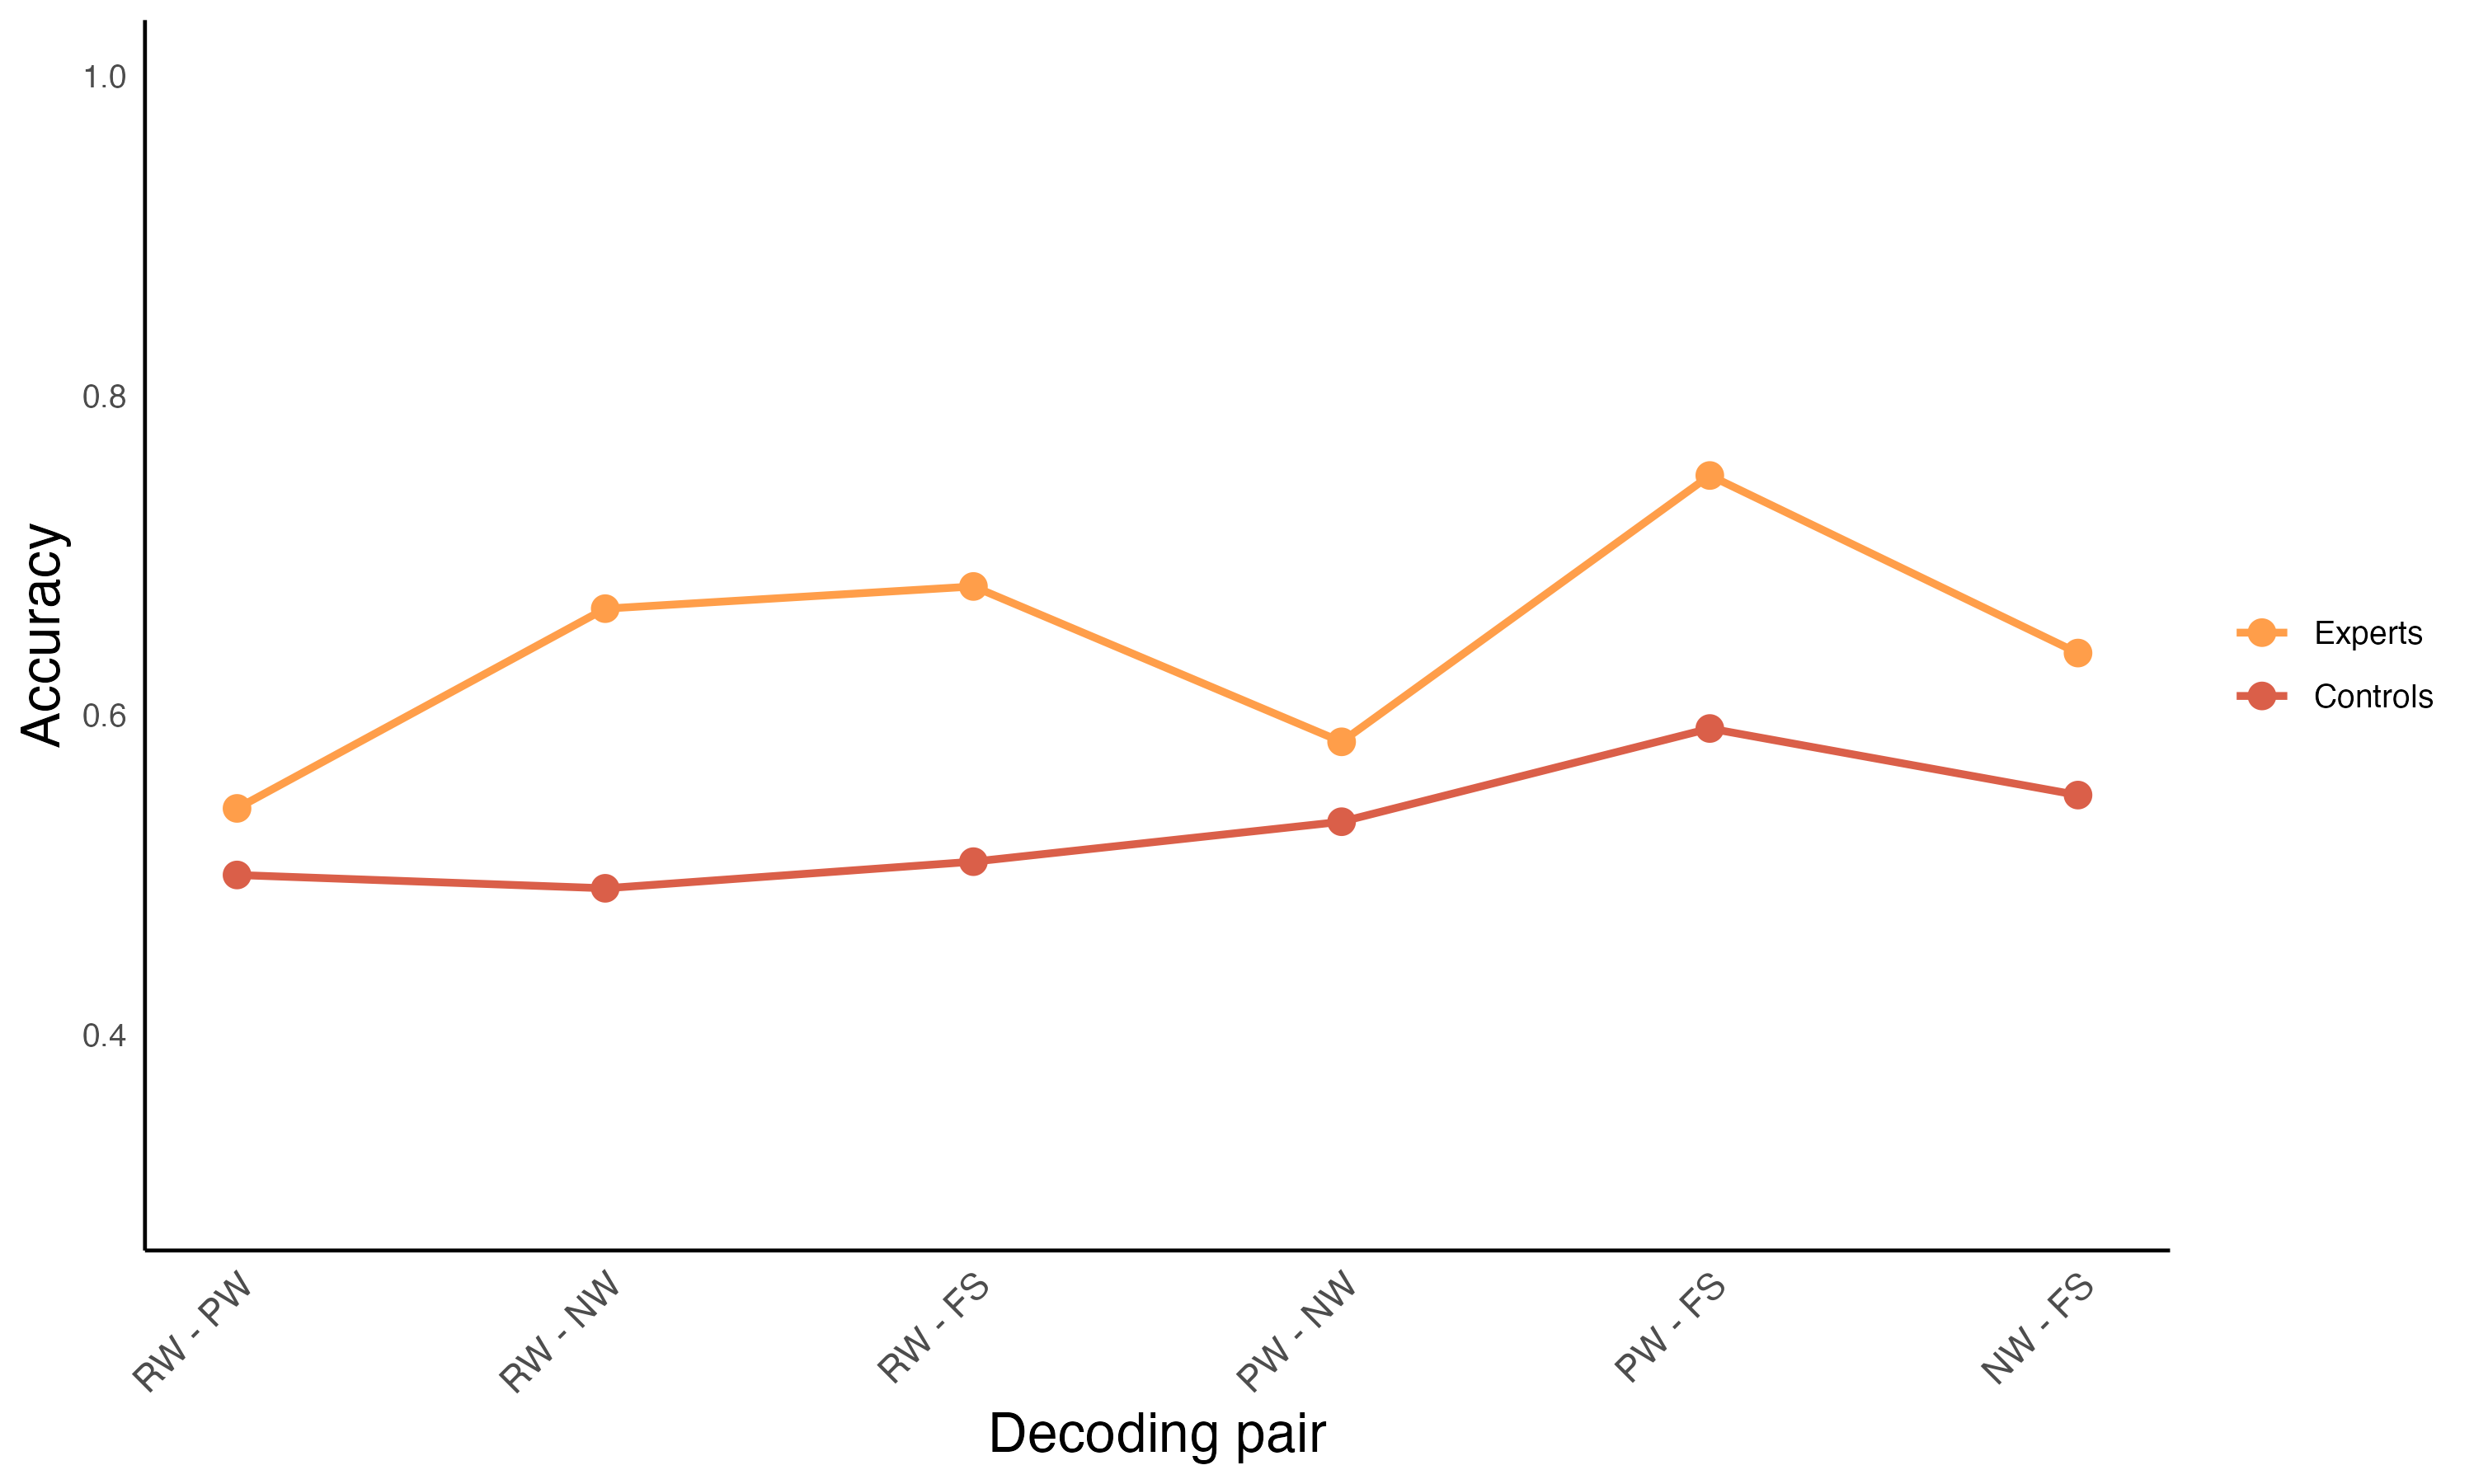 1.0
0.8
0.6
0.4
Accuracy
RW - PW
RW - NW
RW - FS
PW - NW
PW - FS
NW - FS
Decoding pair
Experts
Controls